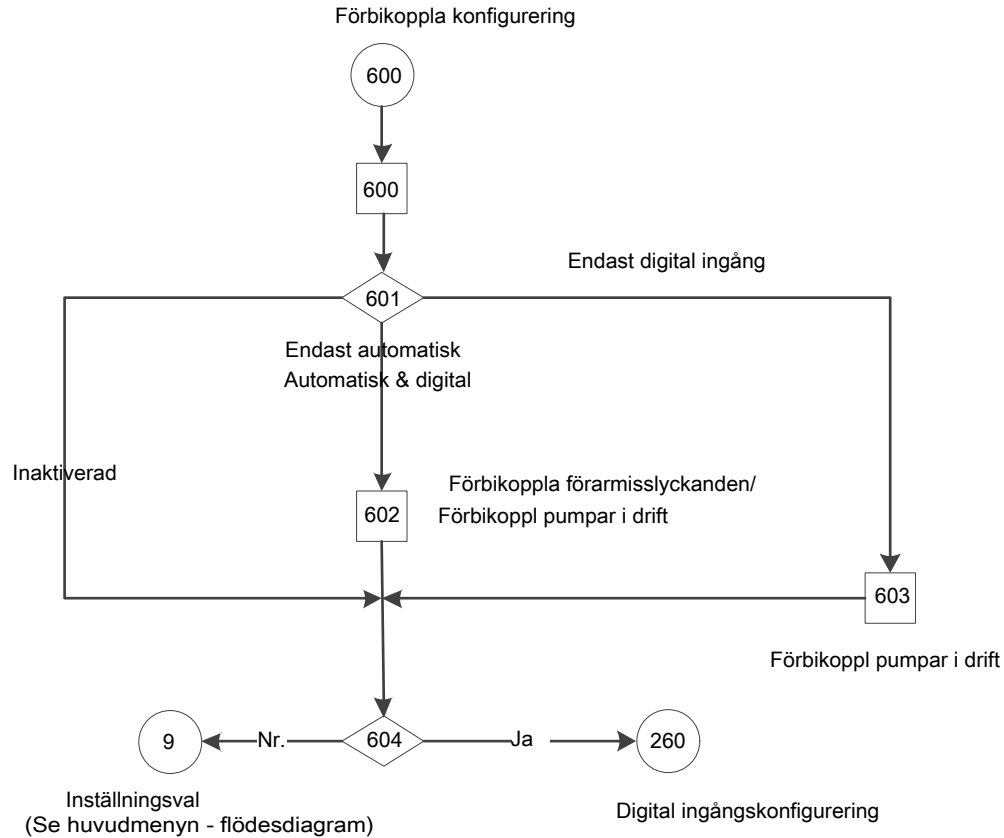 Förbikoppla konfigurering
600
600
Endast digital ingång
601
Endast automatisk
Automatisk & digital
Inaktiverad
Förbikoppla förarmisslyckanden/
602
Förbikoppl pumpar i drift
603
Förbikoppl pumpar i drift
9
Nr.
604
Ja
260
Inställningsval
(Se huvudmenyn - flödesdiagram)
Digital ingångskonfigurering